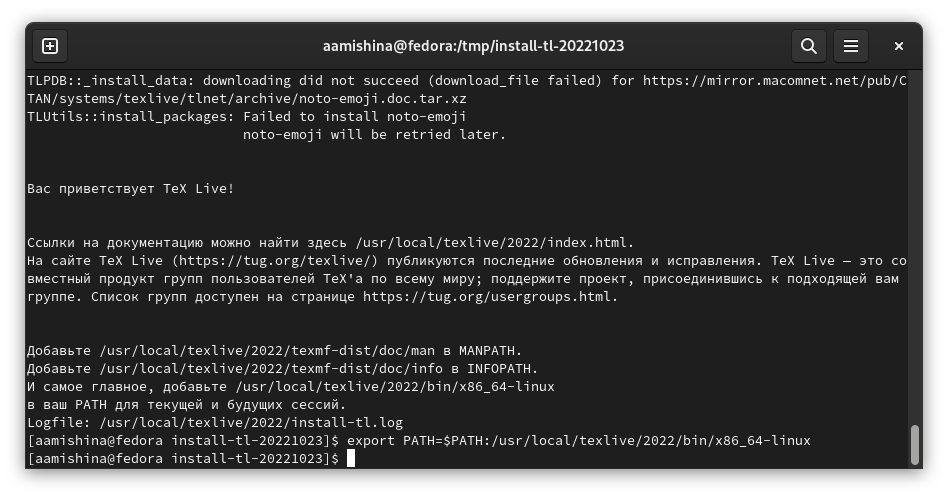 aamishina@fedora:/tmp/install-tl-20221023
TLPDB::_install_data: downloading did not succeed (download_file failed) for https://mirror.macomnet.net/pub/C
TAN/systems/texlive/tlnet/archive/noto-emoji.doc.tar.xz
TLUtils::install_packages: Failed to install noto-emoji
noto-emoji will be retried later.
Вас приветствует TeX Live!
Ссылки на документацию можно найти здесь /usr/local/texlive/2022/index.html.
На сайте TeX Live (https://tug.org/texlive/) публикуются последние обновления и исправления. TeX Live — это со
вместный продукт групп пользователей TeX'а по всему миру; поддержите проект, присоединившись к подходящей вам
группе. Список групп доступен на странице https://tug.org/usergroups.html.
Добавьте /usr/local/texlive/2022/texmf-dist/doc/man в MANPATH.
Добавьте /usr/local/texlive/2022/texmf-dist/doc/info в INFOPATH.
И самое главное, добавьте /usr/local/texlive/2022/bin/x86_64-linux
в ваш PATH для текущей и будущих сессий.
Logfile: /usr/local/texlive/2022/install-tl.log
[aamishina@fedora install-tl-20221023]$ export PATH=$PATH:/usr/local/texlive/2022/bin/x86_64-linux
[aamishina@fedora install-tl-20221023]$